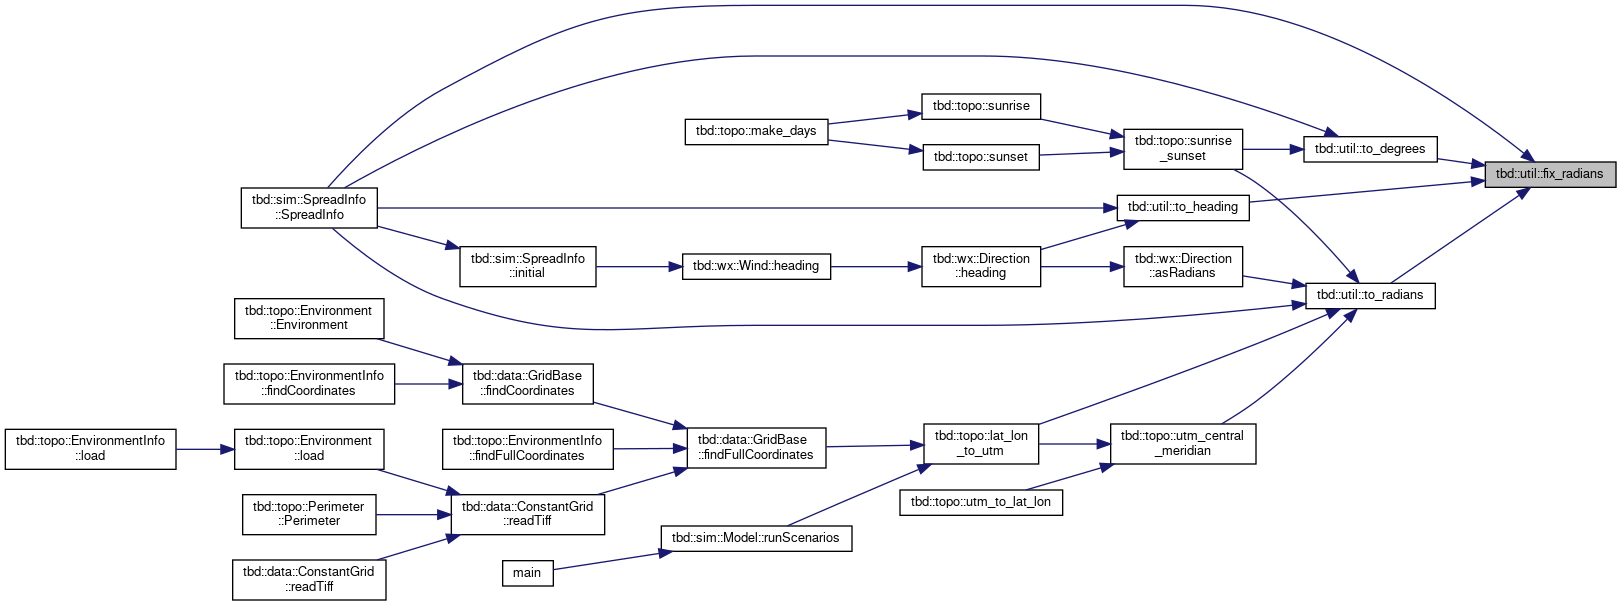 tbd::topo::sunrise
tbd::topo::make_days
tbd::topo::sunrise
_sunset
tbd::util::to_degrees
tbd::topo::sunset
tbd::util::fix_radians
tbd::sim::SpreadInfo
::SpreadInfo
tbd::util::to_heading
tbd::sim::SpreadInfo
::initial
tbd::wx::Wind::heading
tbd::wx::Direction
::heading
tbd::wx::Direction
::asRadians
tbd::util::to_radians
tbd::topo::Environment
::Environment
tbd::topo::EnvironmentInfo
::findCoordinates
tbd::data::GridBase
::findCoordinates
tbd::topo::EnvironmentInfo
::load
tbd::topo::Environment
::load
tbd::topo::EnvironmentInfo
::findFullCoordinates
tbd::data::GridBase
::findFullCoordinates
tbd::topo::lat_lon
_to_utm
tbd::topo::utm_central
_meridian
tbd::topo::Perimeter
::Perimeter
tbd::data::ConstantGrid
::readTiff
tbd::topo::utm_to_lat_lon
tbd::sim::Model::runScenarios
tbd::data::ConstantGrid
::readTiff
main